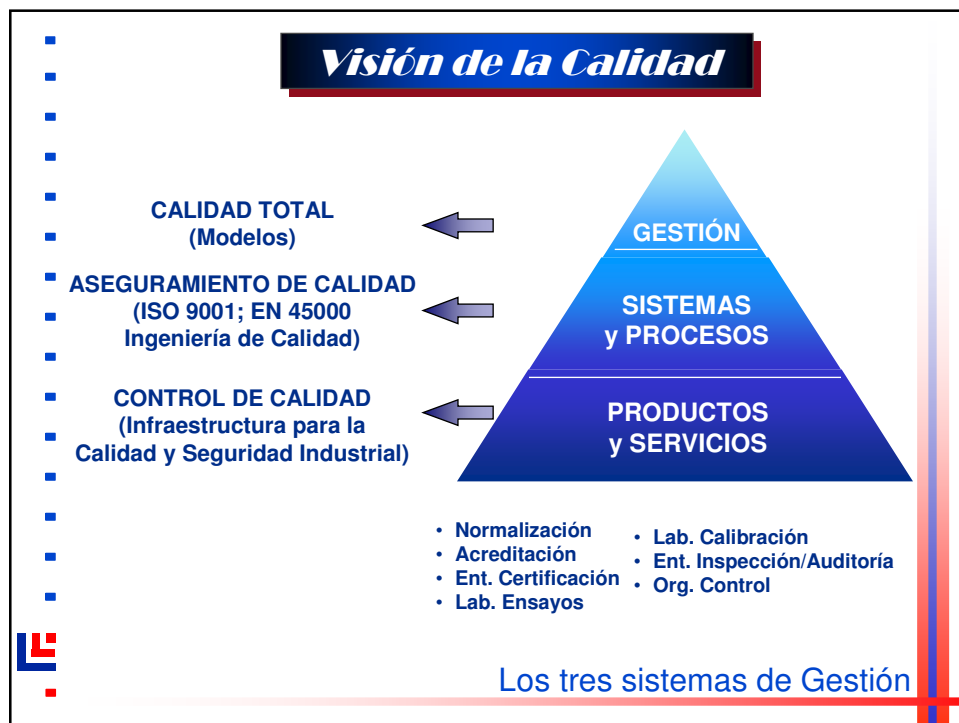 Visión de la Calidad
CALIDAD TOTAL
(Modelos)
GESTIÓN
ASEGURAMIENTO DE CALIDAD
(ISO 9001; EN 45000
Ingeniería de Calidad)
SISTEMAS
y PROCESOS
CONTROL DE CALIDAD
(Infraestructura para la
Calidad y Seguridad Industrial)
PRODUCTOS
y SERVICIOS
• Normalización
• Acreditación
• Ent. Certificación
• Lab. Ensayos
• Lab. Calibración
• Ent. Inspección/Auditoría
• Org. Control
Los tres sistemas de Gestión